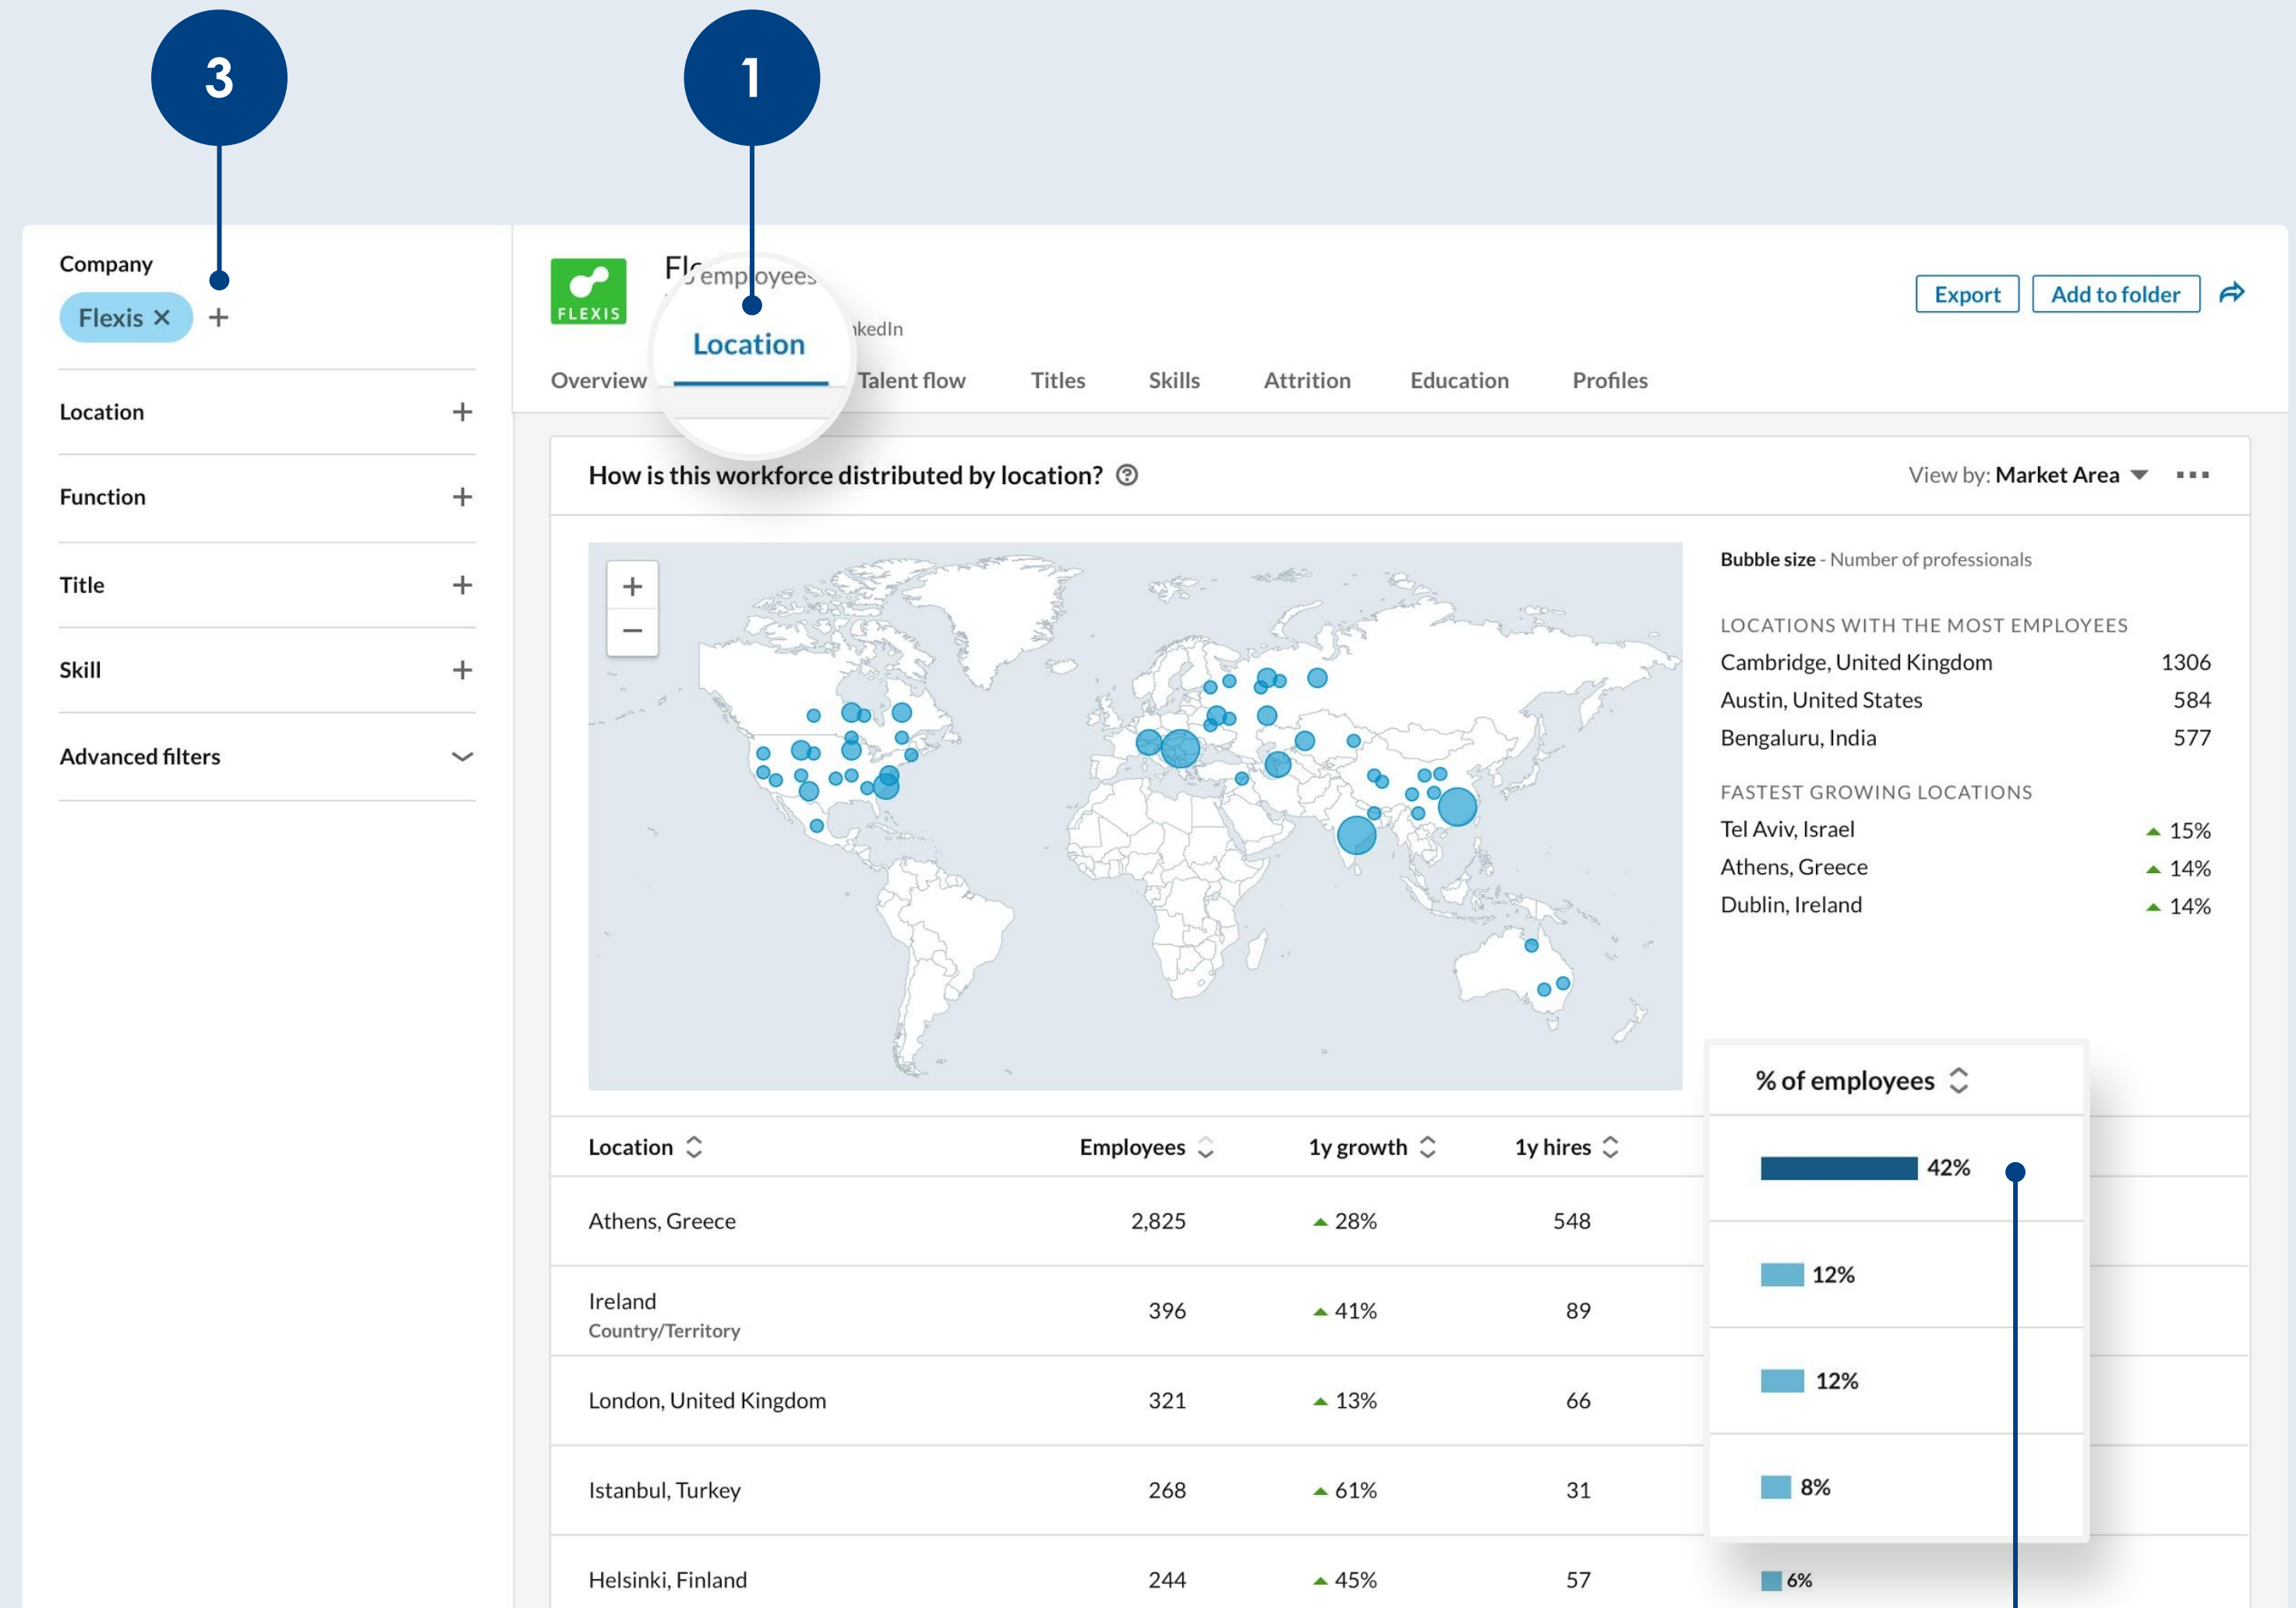 3
1
Company
Flexis ×
Location
Function
Title
Skill
Advanced filters
FLEXIS
employees
Location
Export
Add to folder
Overview
Talent flow
Titles
Skills
Attrition
Education
Profiles
How is this workforce distributed by location?
View by: Market Area
Bubble size - Number of professionals
LOCATIONS WITH THE MOST EMPLOYEES
Cambridge, United Kingdom 1306
Austin, United States 584
Bengaluru, India 577
FASTEST GROWING LOCATIONS
Tel Aviv, Israel 15%
Athens, Greece 14%
Dublin, Ireland 14%
Location Employees 1y growth 1y hires % of employees
Athens, Greece 2,825 28% 548 42%
Ireland 396 41% 89 12%
Country/Territory
London, United Kingdom 321 13% 66 12%
Istanbul, Turkey 268 61% 31 8%
Helsinki, Finland 244 45% 57 6%